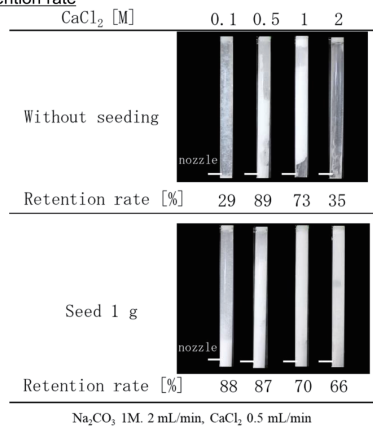 ention rate
CaCl₂ [M] 0.1 0.5 1 2
Without seeding
nozzle
Retention rate [%] 29 89 73 35
Seed 1 g
nozzle
Retention rate [%] 88 87 70 66
Na₂CO₃ 1M. 2 mL/min, CaCl₂ 0.5 mL/min